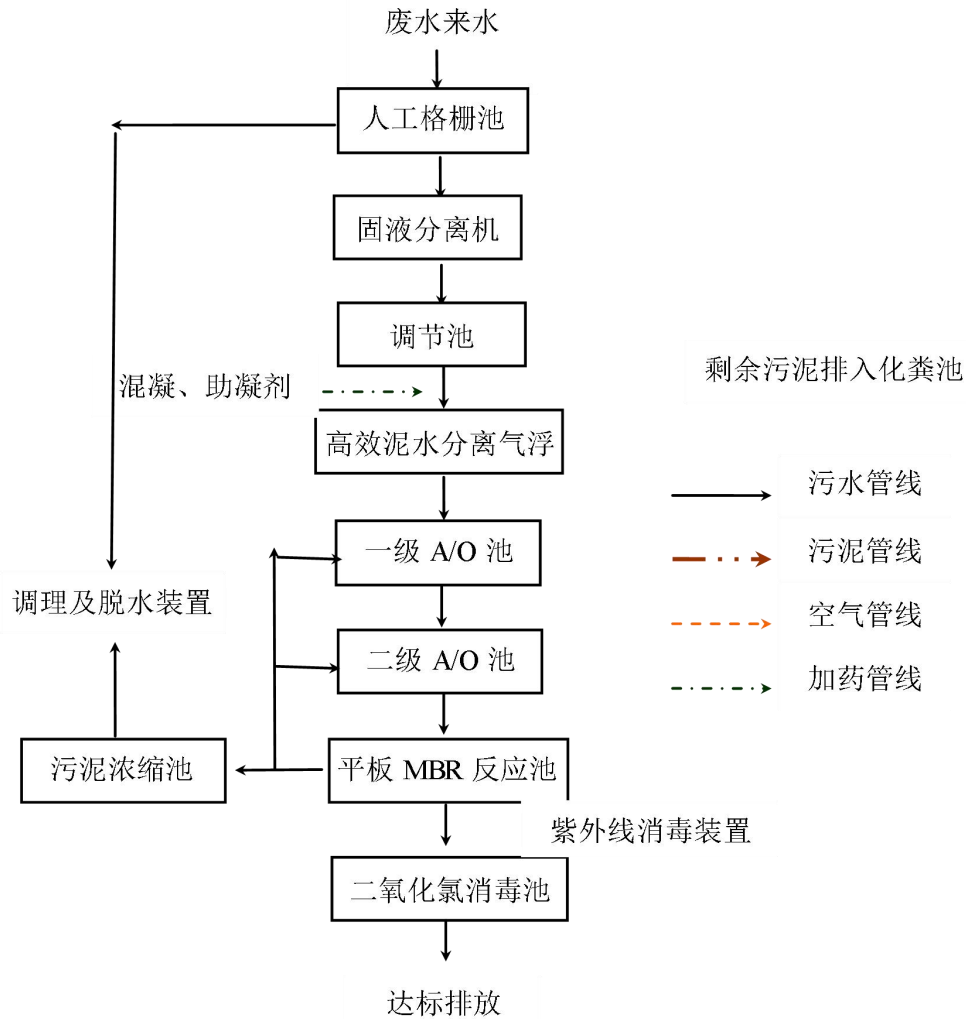 废水来水
人工格栅池
固液分离机
调节池
剩余污泥排入化粪池
混凝、助凝剂
高效泥水分离气浮
污水管线
一级 A/O 池
污泥管线
调理及脱水装置
空气管线
二级 A/O 池
加药管线
污泥浓缩池
平板 MBR 反应池
紫外线消毒装置
二氧化氯消毒池
达标排放